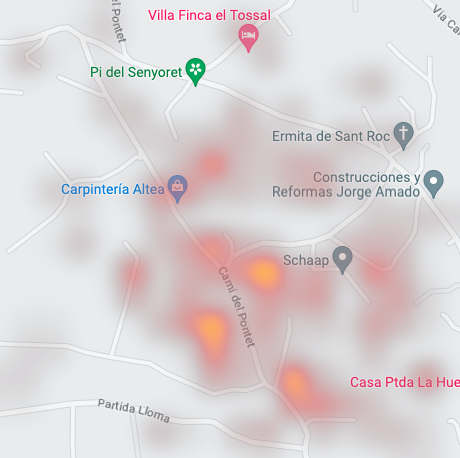 el Pontet
Villa Finca el Tossal
Via Ca
Pi del Senyoret
Ermita de Sant Roc
Construcciones y
Reformas Jorge Amado
Carpintería Altea
Schaap
Camí del Pontet
Casa Ptda La Hue
Partida Lloma